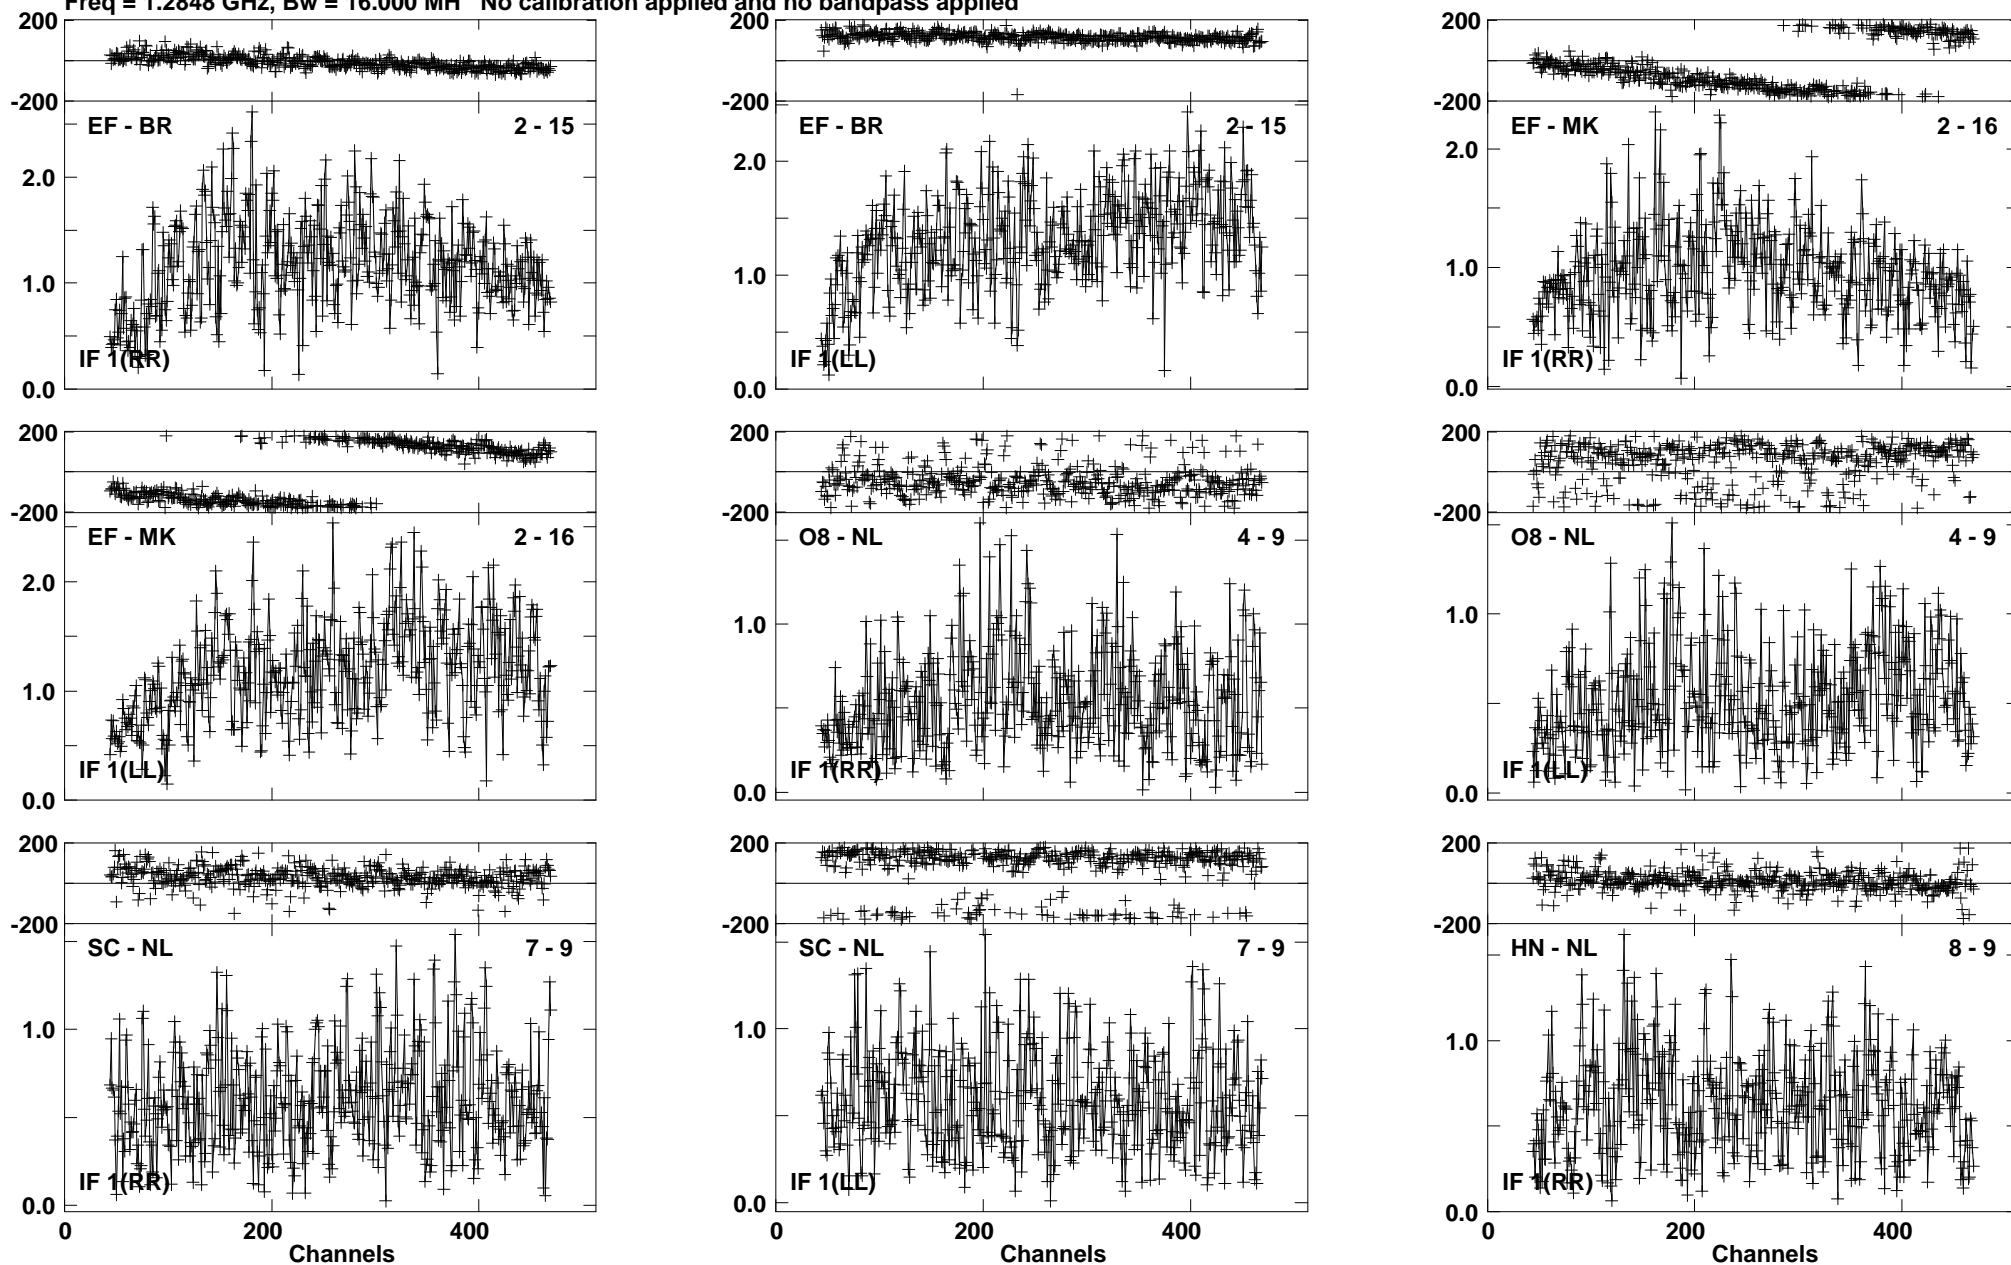 Freq = 1.2848 GHz, Bw = 16.000 MH   No calibration applied and no bandpass applied
200
-200
EF - BR
2 - 15
2.0
1.0
0.0
IF 1(RR)
200
-200
EF - BR
2 - 15
2.0
1.0
0.0
IF 1(LL)
200
-200
EF - MK
2 - 16
2.0
1.0
0.0
IF 1(RR)
200
-200
EF - MK
2 - 16
2.0
1.0
0.0
IF 1(LL)
200
-200
O8 - NL
4 - 9
1.0
0.0
IF 1(RR)
200
-200
O8 - NL
4 - 9
1.0
0.0
IF 1(LL)
200
-200
SC - NL
7 - 9
1.0
0.0
IF 1(RR)
0 200 400
Channels
200
-200
SC - NL
7 - 9
1.0
0.0
IF 1(LL)
0 200 400
Channels
200
-200
HN - NL
8 - 9
1.0
0.0
IF 1(RR)
0 200 400
Channels